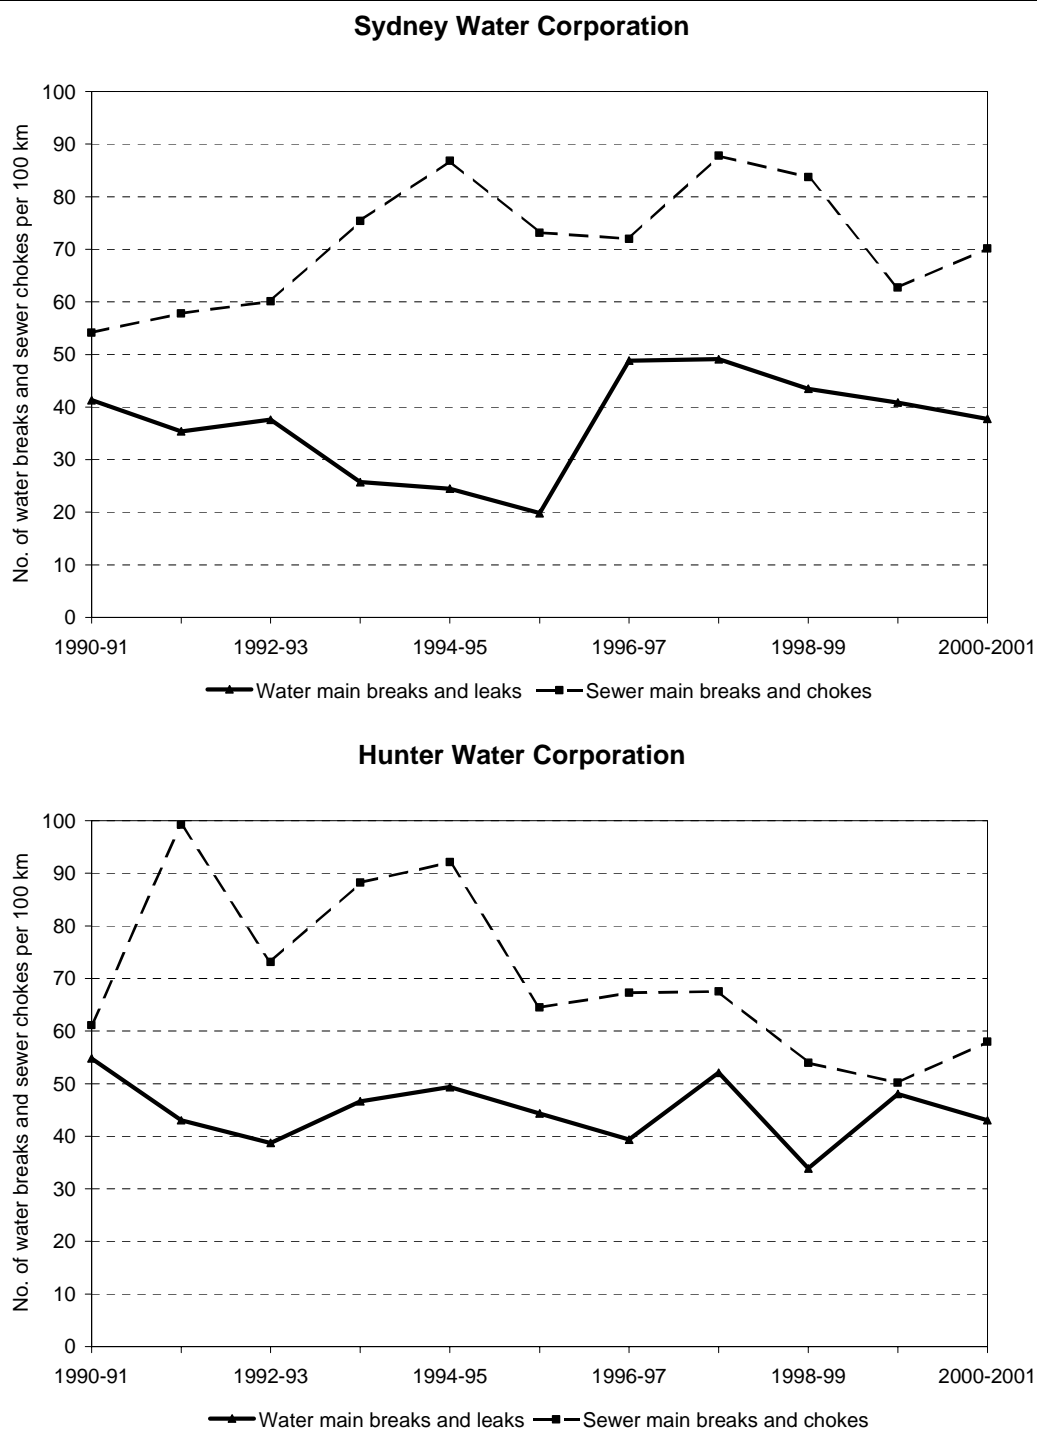 Sydney Water Corporation
No. of water breaks and sewer chokes per 100 km
100
90
80
70
60
50
40
30
20
10
0
1990-91 1992-93 1994-95 1996-97 1998-99 2000-2001
Water main breaks and leaks Sewer main breaks and chokes
Hunter Water Corporation
No. of water breaks and sewer chokes per 100 km
100
90
80
70
60
50
40
30
20
10
0
1990-91 1992-93 1994-95 1996-97 1998-99 2000-2001
Water main breaks and leaks Sewer main breaks and chokes